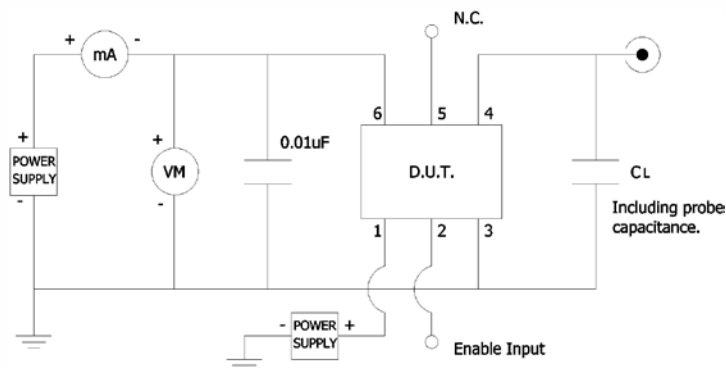 N.C.
+ mA -
6 5 4
+
POWER
SUPPLY
-
+
VM
-
0.01uF
D.U.T.
CL
Including probe
capacitance.
1 2 3
- POWER
SUPPLY +
Enable Input